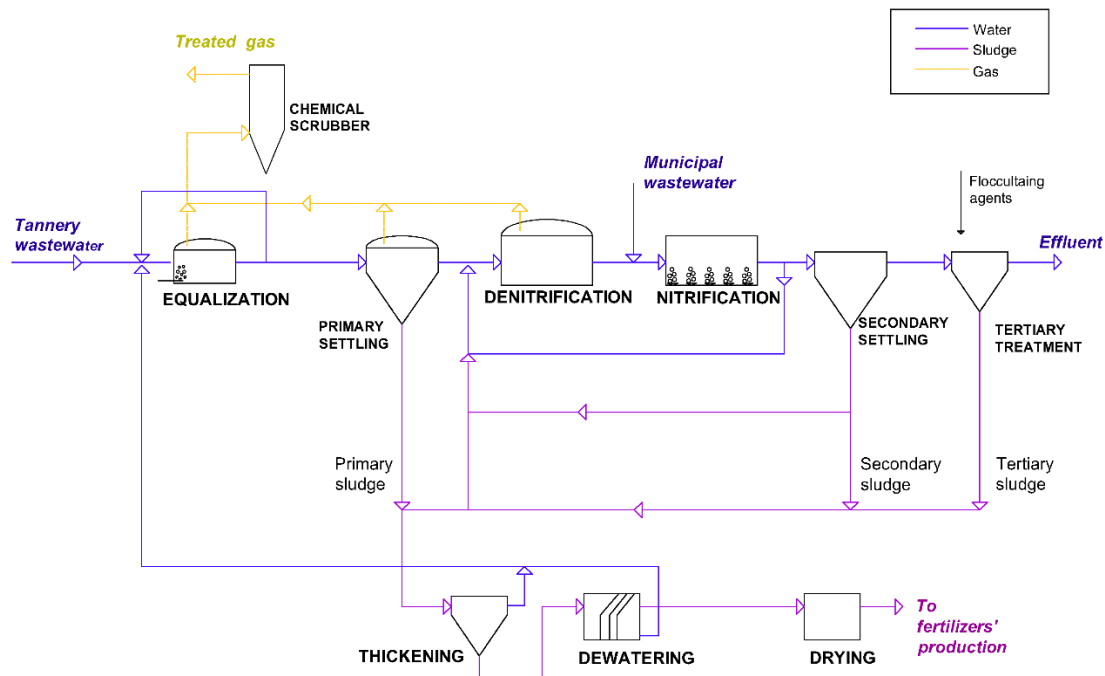 Treated gas
Water
Sludge
Gas
CHEMICAL
SCRUBBER
Municipal
wastewater
Floccultaing
agents
Tannery
wastewater
Effluent
EQUALIZATION
DENITRIFICATION
NITRIFICATION
PRIMARY
SETTLING
SECONDARY
SETTLING
TERTIARY
TREATMENT
Primary
sludge
Secondary
sludge
Tertiary
sludge
To
fertilizers'
production
THICKENING
DEWATERING
DRYING